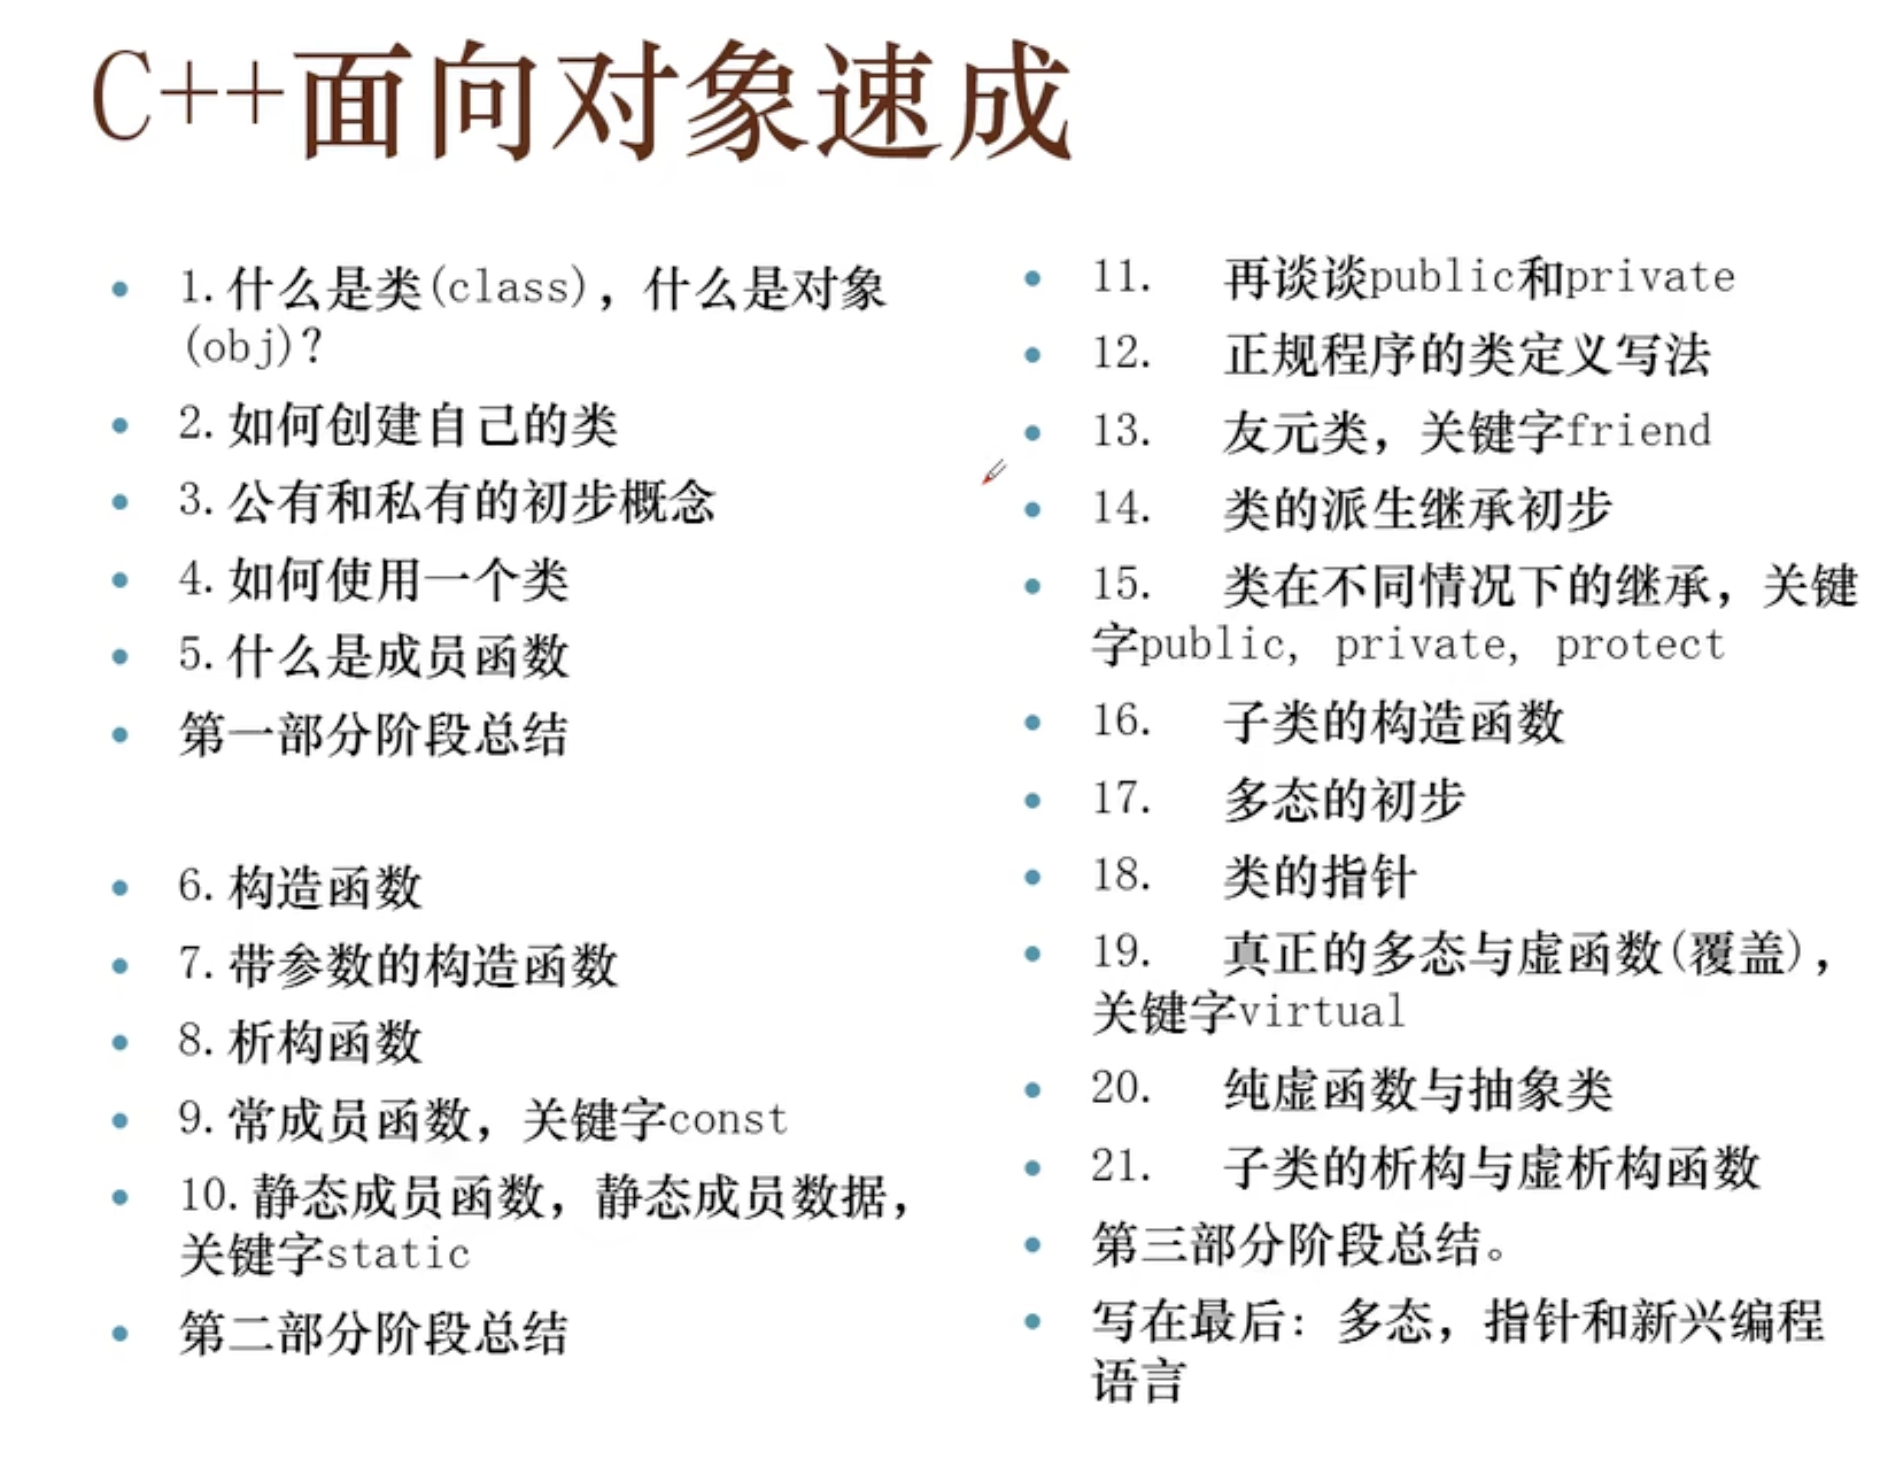 C++面向对象速成
1.什么是类(class)，什么是对象
(obj)?
2.如何创建自己的类
3.公有和私有的初步概念
4.如何使用一个类
5.什么是成员函数
第一部分阶段总结
6.构造函数
7.带参数的构造函数
8.析构函数
9.常成员函数，关键字const
10.静态成员函数，静态成员数据，
关键字static
第二部分阶段总结
11. 再谈谈public和private
12. 正规程序的类定义写法
13. 友元类，关键字friend
14. 类的派生继承初步
15. 类在不同情况下的继承，关键
字public, private, protect
16. 子类的构造函数
17. 多态的初步
18. 类的指针
19. 真正的多态与虚函数(覆盖)，
关键字virtual
20. 纯虚函数与抽象类
21. 子类的析构与虚析构函数
第三部分阶段总结。
写在最后：多态，指针和新兴编程
语言